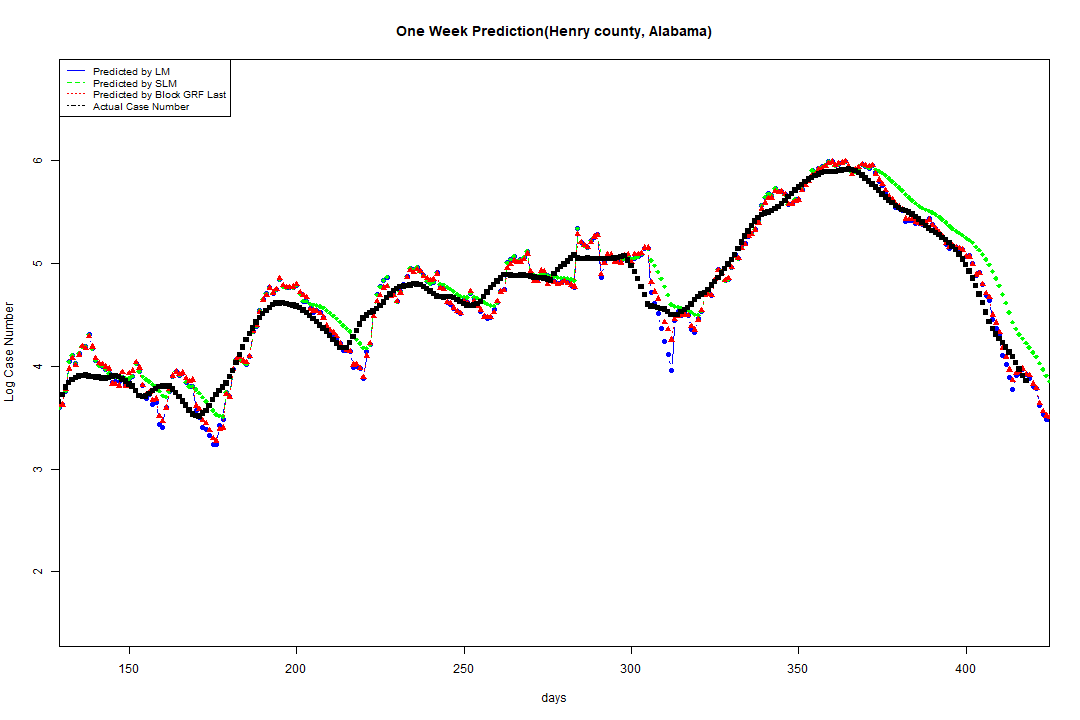 One Week Prediction(Henry county, Alabama)
Predicted by LM
Predicted by SLM
Predicted by Block GRF Last
Actual Case Number
6
5
4
3
2
Log Case Number
150 200 250 300 350 400
days